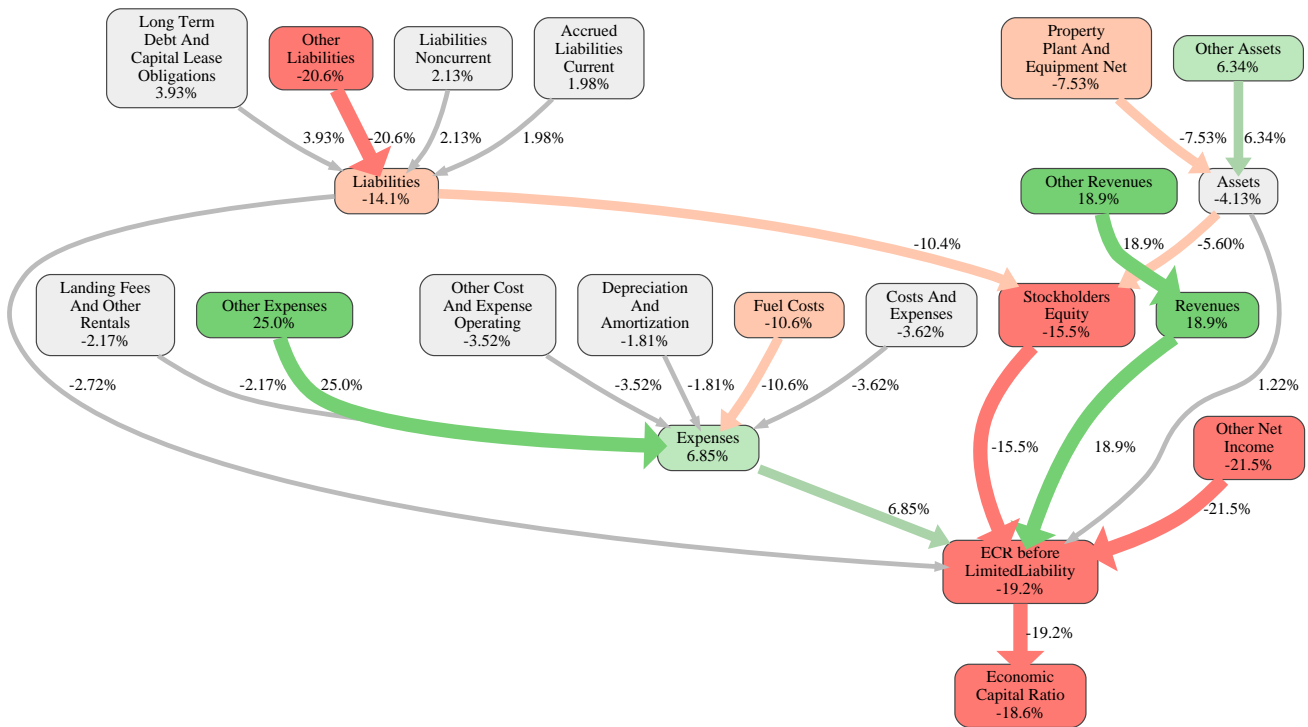 Long Term
Debt And
Capital Lease
Obligations
3.93%
Other
Liabilities
-20.6%
Liabilities
Noncurrent
2.13%
Accrued
Liabilities
Current
1.98%
Property
Plant And
Equipment Net
-7.53%
Other Assets
6.34%
3.93%
-20.6%
2.13%
1.98%
-7.53%
6.34%
Liabilities
-14.1%
Other Revenues
18.9%
Assets
-4.13%
-10.4%
18.9%
-5.60%
Landing Fees
And Other
Rentals
-2.17%
Other Expenses
25.0%
Other Cost
And Expense
Operating
-3.52%
Depreciation
And
Amortization
-1.81%
Fuel Costs
-10.6%
Costs And
Expenses
-3.62%
Stockholders
Equity
-15.5%
Revenues
18.9%
-2.72%
-2.17%
25.0%
-3.52%
-1.81%
-10.6%
-3.62%
1.22%
Expenses
6.85%
-15.5%
18.9%
Other Net
Income
-21.5%
6.85%
-21.5%
ECR before
LimitedLiability
-19.2%
-19.2%
Economic
Capital Ratio
-18.6%